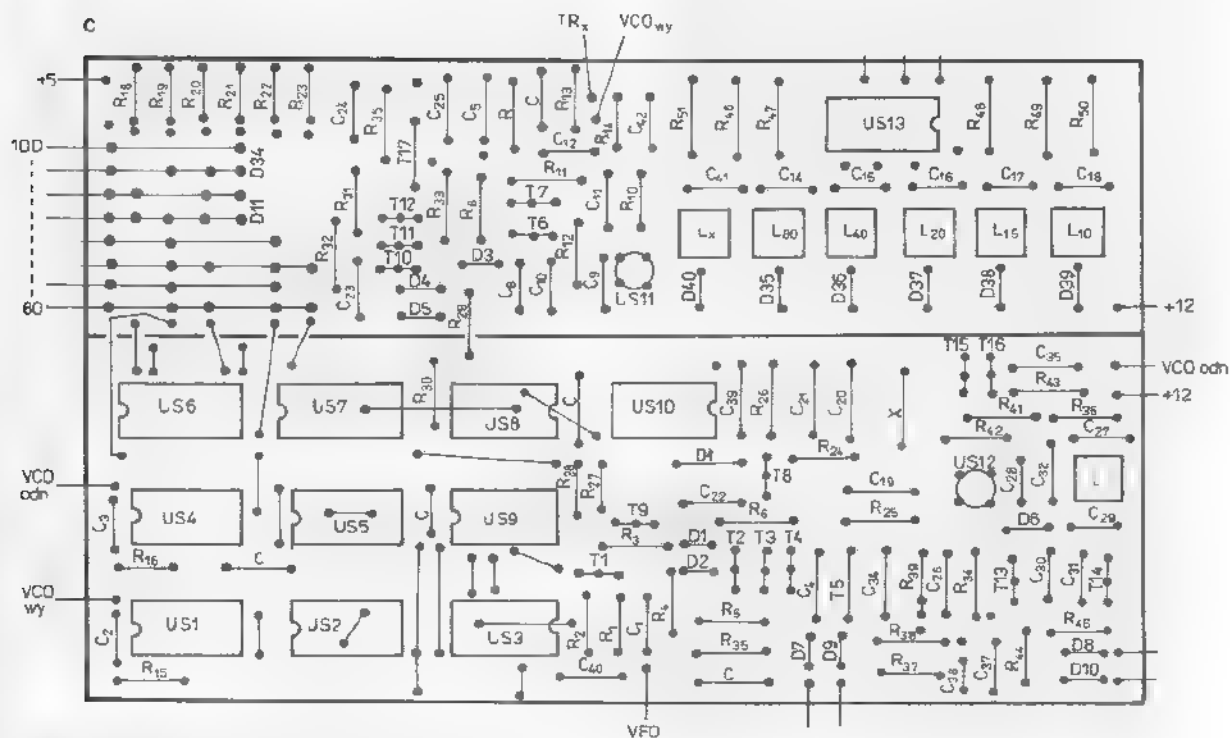 C
TRx
VCOwy
+5
R18
R19
R20
R21
R22
R23
C24
R35
C25
C5
R
C
R13
R14
C42
R51
R46
R47
US13
R48
R49
R50
100
D34
T17
C12
R11
C41
C14
C15
C16
C17
C18
D11
R31
T12
R33
R8
T7
C11
R10
Lx
L80
L40
L20
L15
L10
R32
T11
T6
R12
T10
D3
C23
D4
D5
C8
C10
C9
US11
D40
D35
D36
D37
D38
D39
60
R28
+12
T15
T16
C35
VCO odn
R43
+12
US6
US7
R30
US8
C
US10
C39
R26
C21
C20
X
R41
R36
R42
C27
D1
T8
R24
US12
C28
C32
L
VCO
odn
C3
US4
US5
C
US9
R38
R27
C22
C19
C29
T9
R6
R25
D6
R16
C
R3
T1
D1
D2
T2
T3
T4
C4
T5
C34
R39
C26
R34
T13
C30
C31
T14
VCO
wy
C2
US1
US2
US3
R2
R1
C1
R4
R5
R38
R46
R35
D7
D9
R44
D8
R15
C40
C
R37
C38
C37
D10
VFO